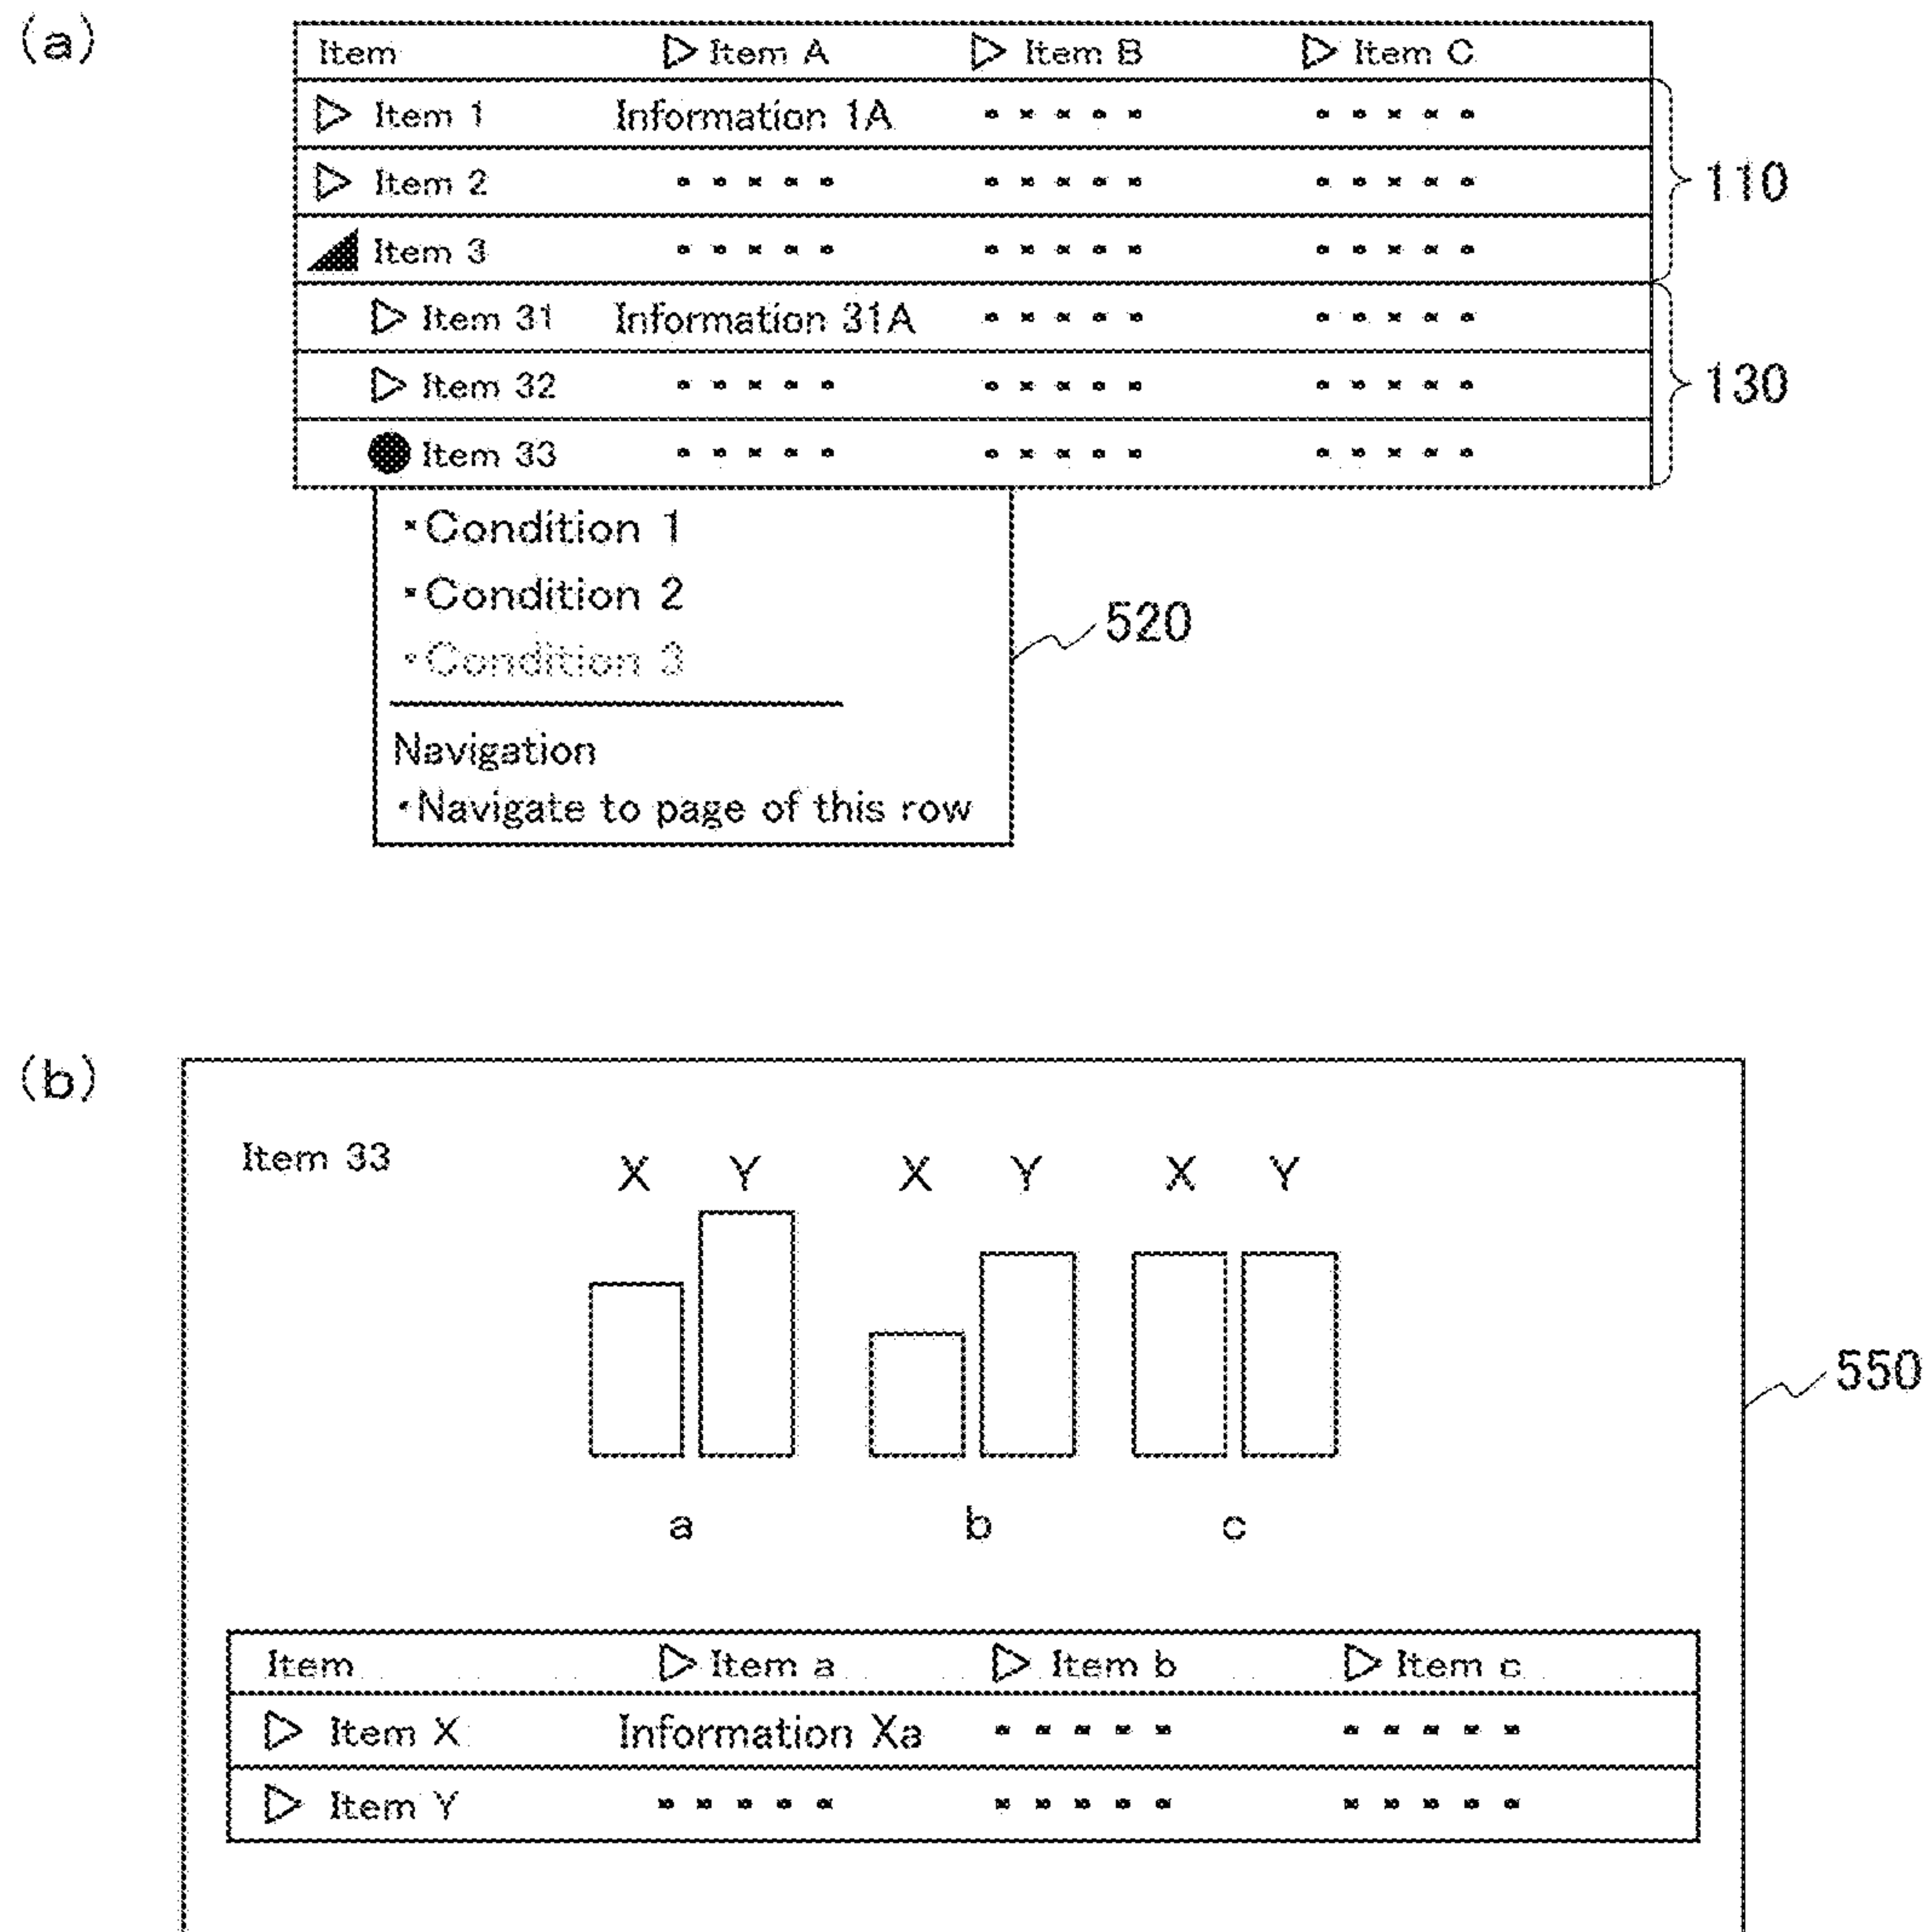 (a)
Item ▷ Item A ▷ Item B ▷ Item C
▷ Item 1 Information 1A ・・・・・ ・・・・・
▷ Item 2 ・・・・・ ・・・・・ ・・・・・
110
◢ Item 3 ・・・・・ ・・・・・ ・・・・・
▷ Item 31 Information 31A ・・・・・ ・・・・・
▷ Item 32 ・・・・・ ・・・・・ ・・・・・
130
● Item 33 ・・・・・ ・・・・・ ・・・・・
・Condition 1
・Condition 2
520
・Condition 3
Navigation
・Navigate to page of this row
(b)
Item 33
X Y X Y X Y
550
a b c
Item ▷ Item a ▷ Item b ▷ Item c
▷ Item X Information Xa ・・・・・ ・・・・・
▷ Item Y ・・・・・ ・・・・・ ・・・・・